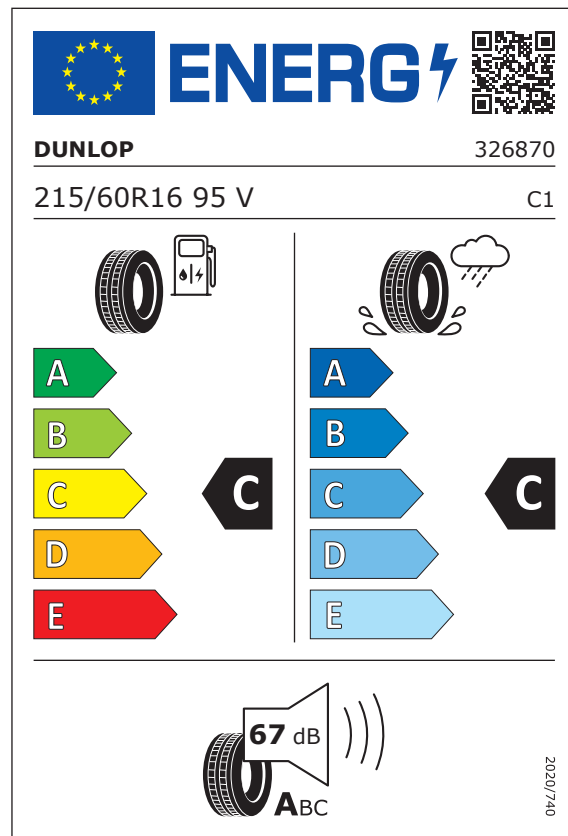 ENERG
DUNLOP 326870
215/60R16 95 V C1
A A
B B
C C C C
D D
E E
67 dB
ABC
2020/740